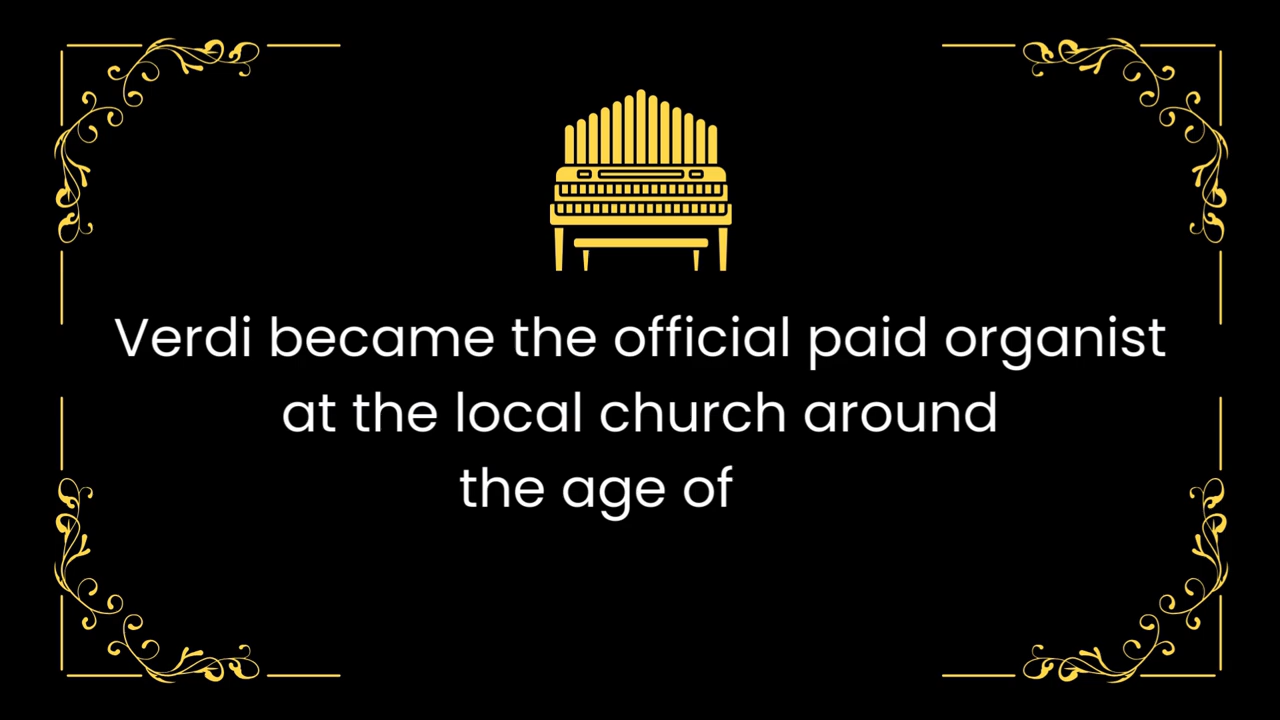 Verdi became the official paid organist
at the local church around
the age of